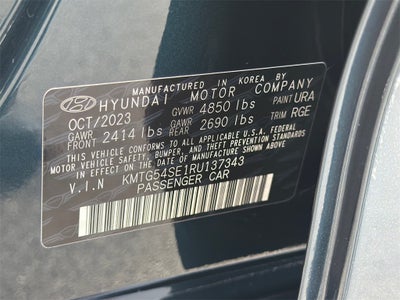 MANUFACTURED IN KOREA BY
HYUNDAI MOTOR COMPANY
OCT/2023 GVWR 4850 lbs PAINT URA
GAWR FRONT 2414 lbs GAWR REAR 2690 lbs TRIM RGE
THIS VEHICLE CONFORMS TO ALL APPLICABLE U.S.A. FEDERAL
MOTOR VEHICLE SAFETY, BUMPER, AND THEFT PREVENTION
STANDARDS IN EFFECT ON THE DATE OF MANUFACTURE SHOWN ABOVE.
V.I.N KMTG54SE1RU137343
PASSENGER CAR